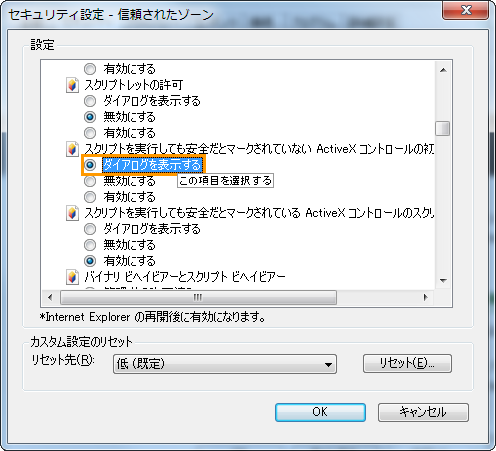 セキュリティ設定 - 信頼されたゾーン
設定
有効にする
スクリプトレットの許可
ダイアログを表示する
無効にする
有効にする
スクリプトを実行しても安全だとマークされていない ActiveX コントロールの初
ダイアログを表示する
無効にする
この項目を選択する
有効にする
スクリプトを実行しても安全だとマークされている ActiveX コントロールのスクリ
ダイアログを表示する
無効にする
有効にする
バイナリ ビヘイビアーとスクリプト ビヘイビアー
*Internet Explorer の再開後に有効になります。
カスタム設定のリセット
リセット先(R):
低 (既定)
リセット(E)...
OK
キャンセル